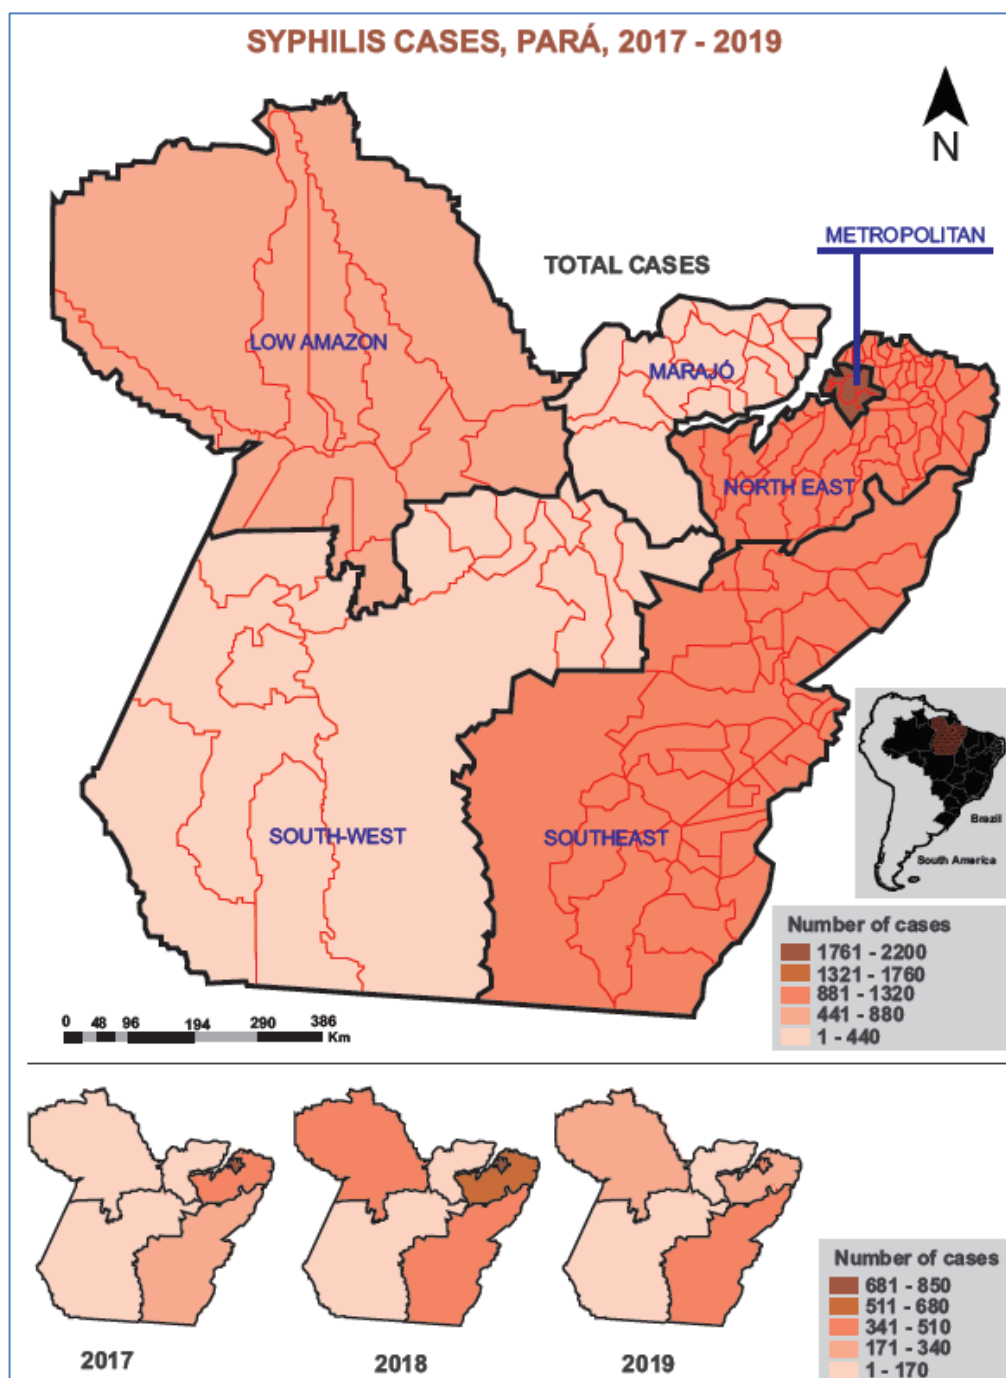 SYPHILIS CASES, PARÁ, 2017 - 2019
N
METROPOLITAN
TOTAL CASES
LOW AMAZON
MARAJÓ
NORTH EAST
SOUTH-WEST
SOUTHEAST
Brazil
South America
Number of cases
1761 - 2200
1321 - 1760
881 - 1320
441 - 880
1 - 440
0 48 96 194 290 386
Km
Number of cases
681 - 850
511 - 680
341 - 510
171 - 340
1 - 170
2017 2018 2019